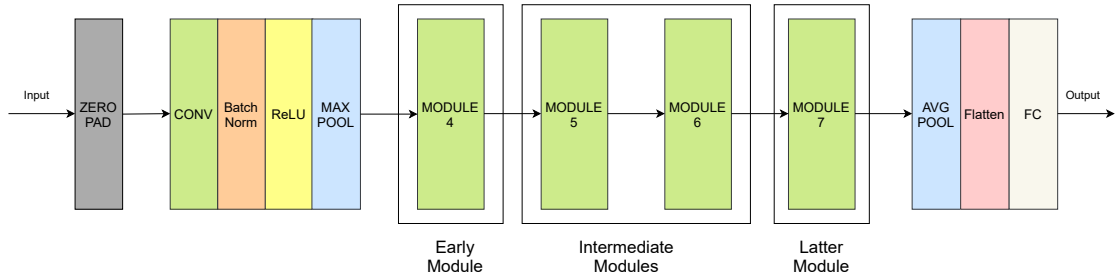 Input
ZERO
PAD
CONV
Batch
Norm
ReLU
MAX
POOL
MODULE
4
MODULE
5
MODULE
6
MODULE
7
AVG
POOL
Flatten
FC
Output
Early
Module
Intermediate
Modules
Latter
Module